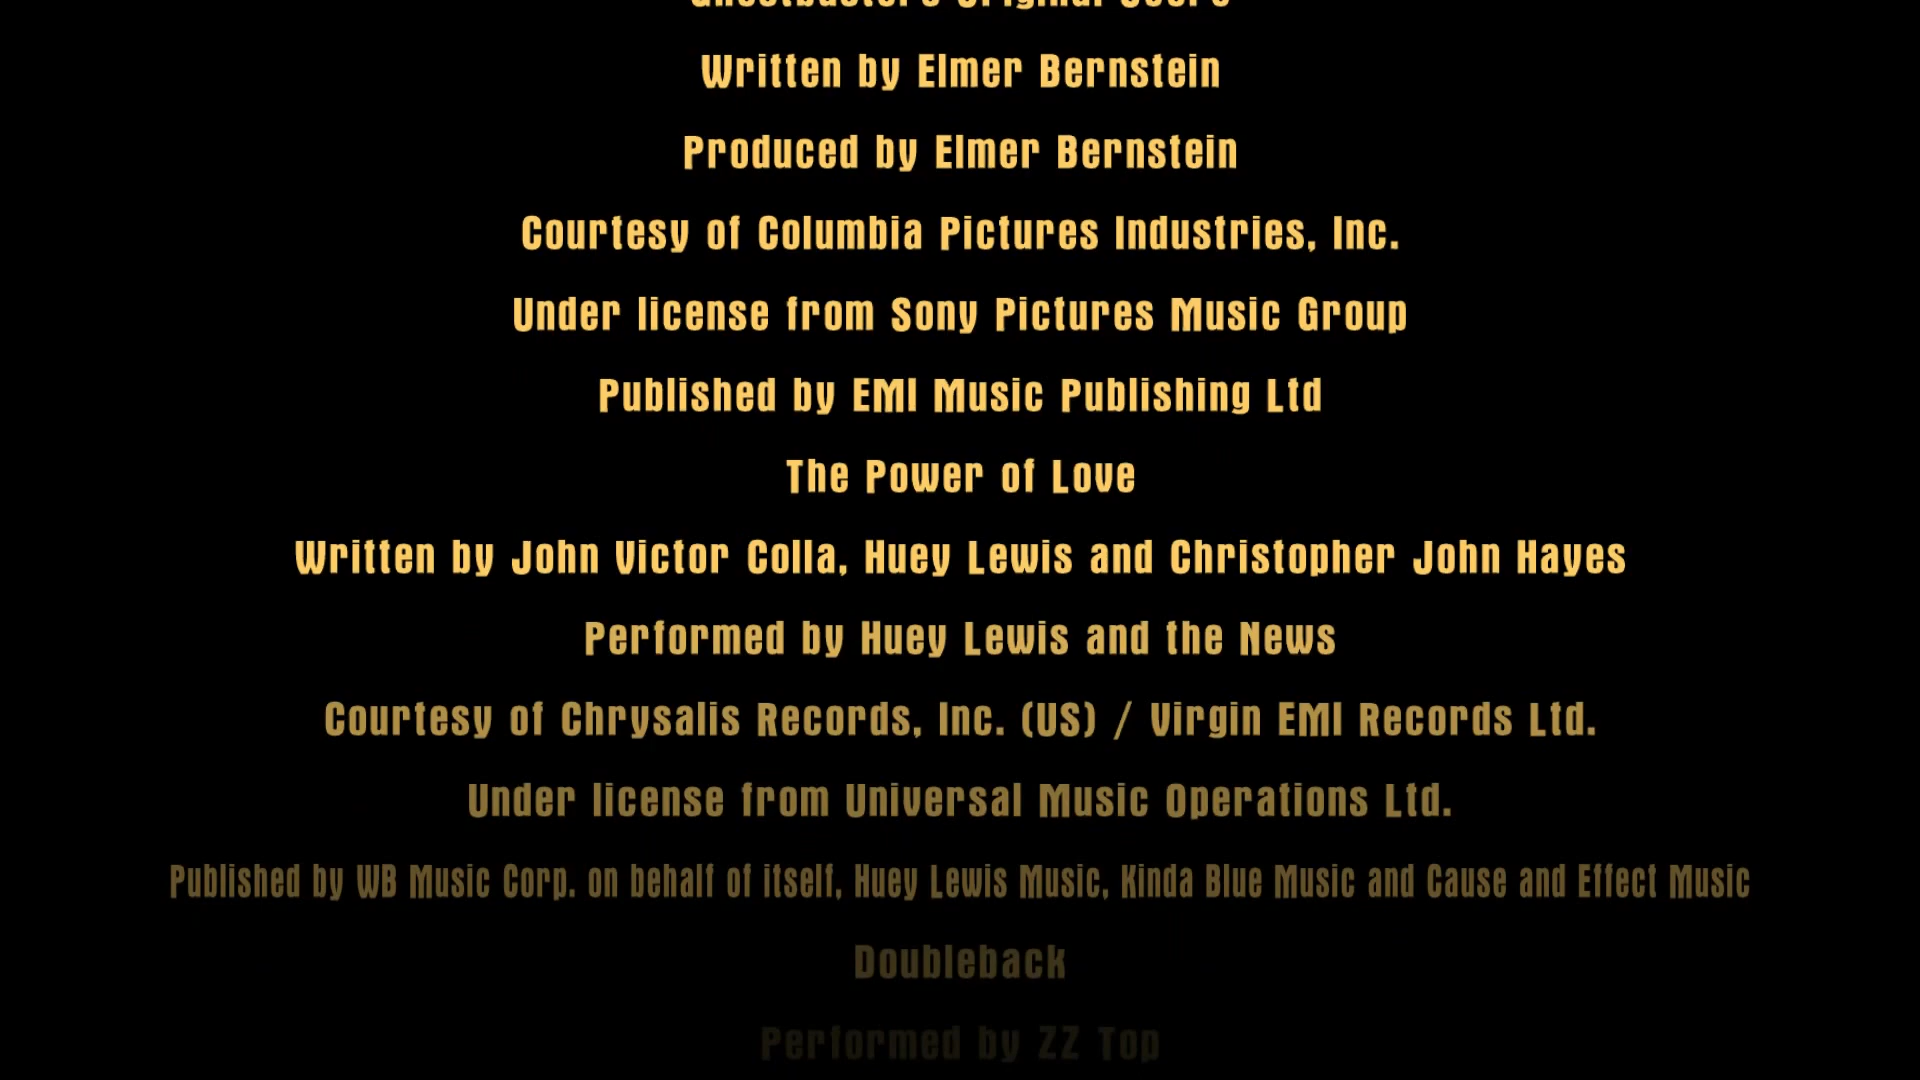 Ghostbusters Original Score
Written by Elmer Bernstein
Produced by Elmer Bernstein
Courtesy of Columbia Pictures Industries, Inc.
Under license from Sony Pictures Music Group
Published by EMI Music Publishing Ltd
The Power of Love
Written by John Victor Colla, Huey Lewis and Christopher John Hayes
Performed by Huey Lewis and the News
Courtesy of Chrysalis Records, Inc. (US) / Virgin EMI Records Ltd.
Under license from Universal Music Operations Ltd.
Published by WB Music Corp. on behalf of itself, Huey Lewis Music, Kinda Blue Music and Cause and Effect Music
Doubleback
Performed by ZZ Top